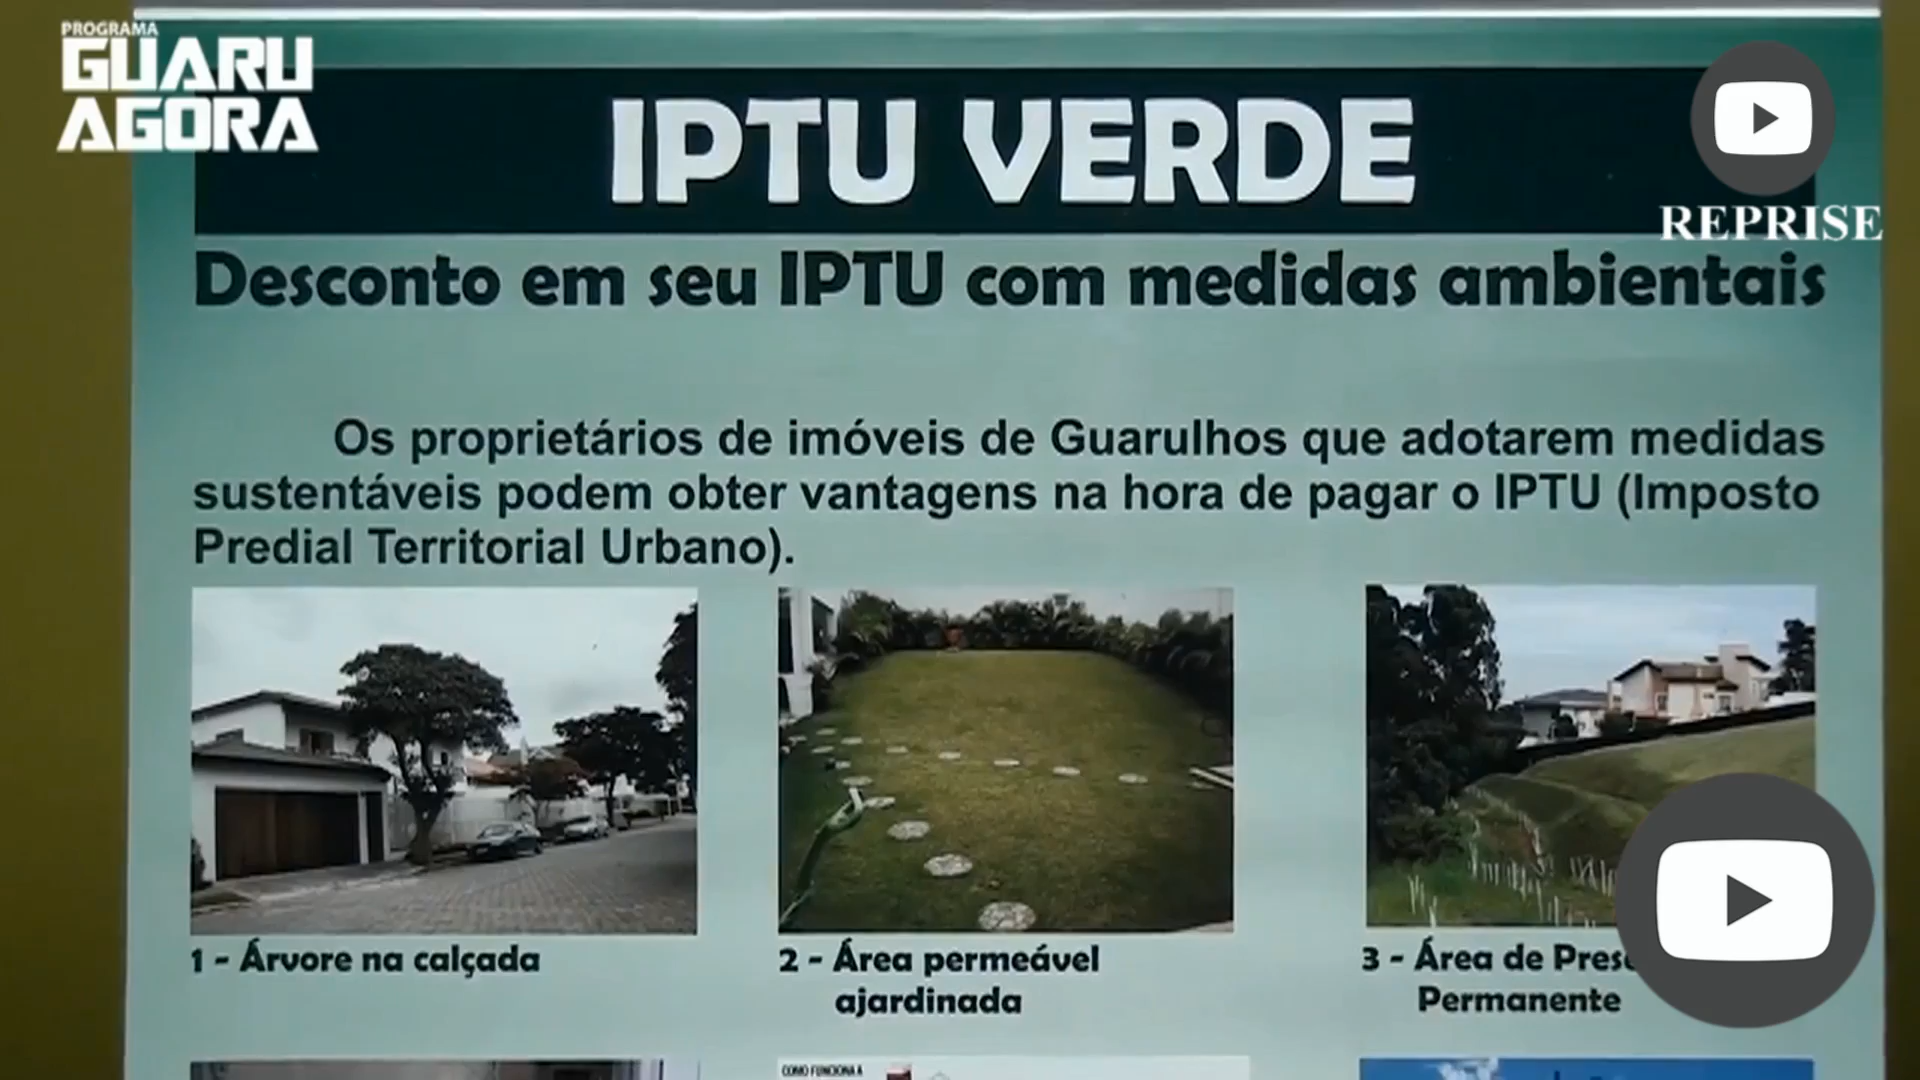 PROGRAMA
GUARU
AGORA
IPTU VERDE
REPRISE
Desconto em seu IPTU com medidas ambientais
Os proprietários de imóveis de Guarulhos que adotarem medidas
sustentáveis podem obter vantagens na hora de pagar o IPTU (Imposto
Predial Territorial Urbano).
1 - Árvore na calçada
2 - Área permeável
ajardinada
3 - Área de
Permanente
COMO FUNCIONA A